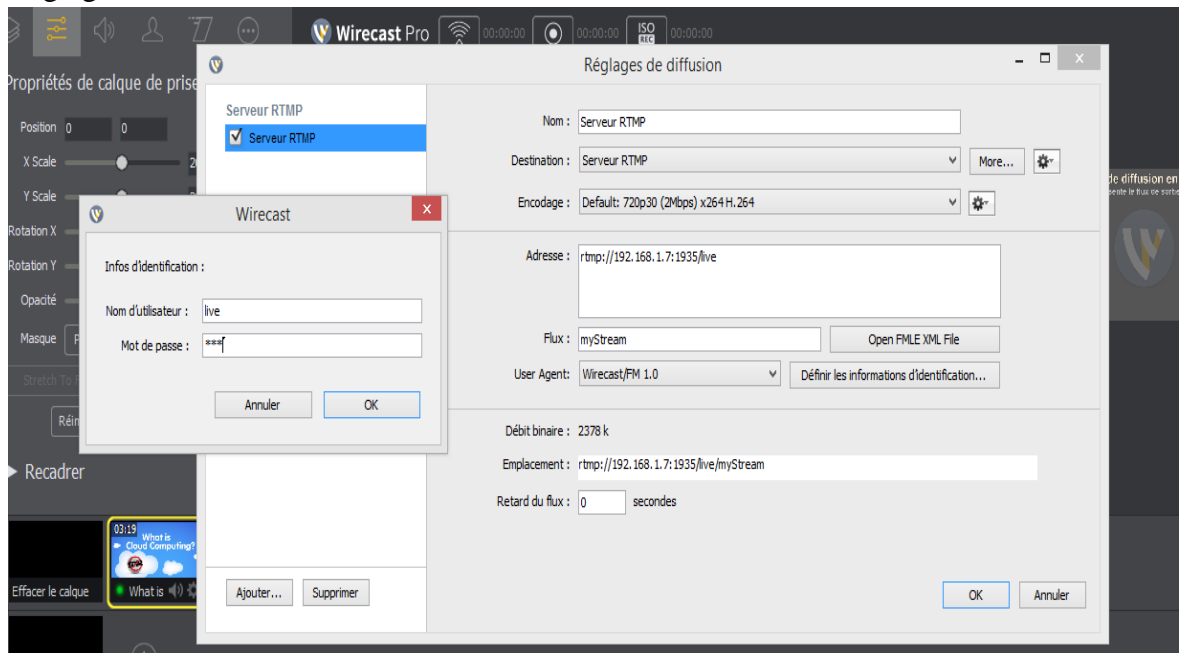 Wirecast Pro
00:00:00
00:00:00
ISO
REC
00:00:00
Propriétés de calque de prise
Position 0 0
X Scale
Y Scale
Rotation X
Rotation Y
Opacité
Masque
Stretch To
Réin
Recadrer
03:19
What is
Cloud Computing?
Effacer le calque
What is
Réglages de diffusion
Serveur RTMP
Serveur RTMP
Nom : Serveur RTMP
Destination : Serveur RTMP More...
Encodage : Default: 720p30 (2Mbps) x264 H.264
Adresse : rtmp://192.168.1.7:1935/live
Flux : myStream Open FMLE XML File
User Agent: Wirecast/FM 1.0 Définir les informations d'identification...
Débit binaire : 2378 k
Emplacement : rtmp://192.168.1.7:1935/live/myStream
Retard du flux : 0 secondes
Ajouter... Supprimer
OK Annuler
Wirecast
Infos d'identification :
Nom d'utilisateur : live
Mot de passe : ***
Annuler OK
de diffusion en